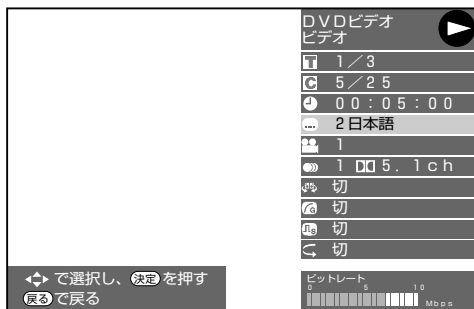 DVDビデオ
ビデオ
T 1／3
C 5／25
00：05：00
2日本語
1
1 DD 5．1ch
切
G 切
S 切
切
で選択し、決定を押す
戻るで戻る
ビットレート
0 5 10
Mbps